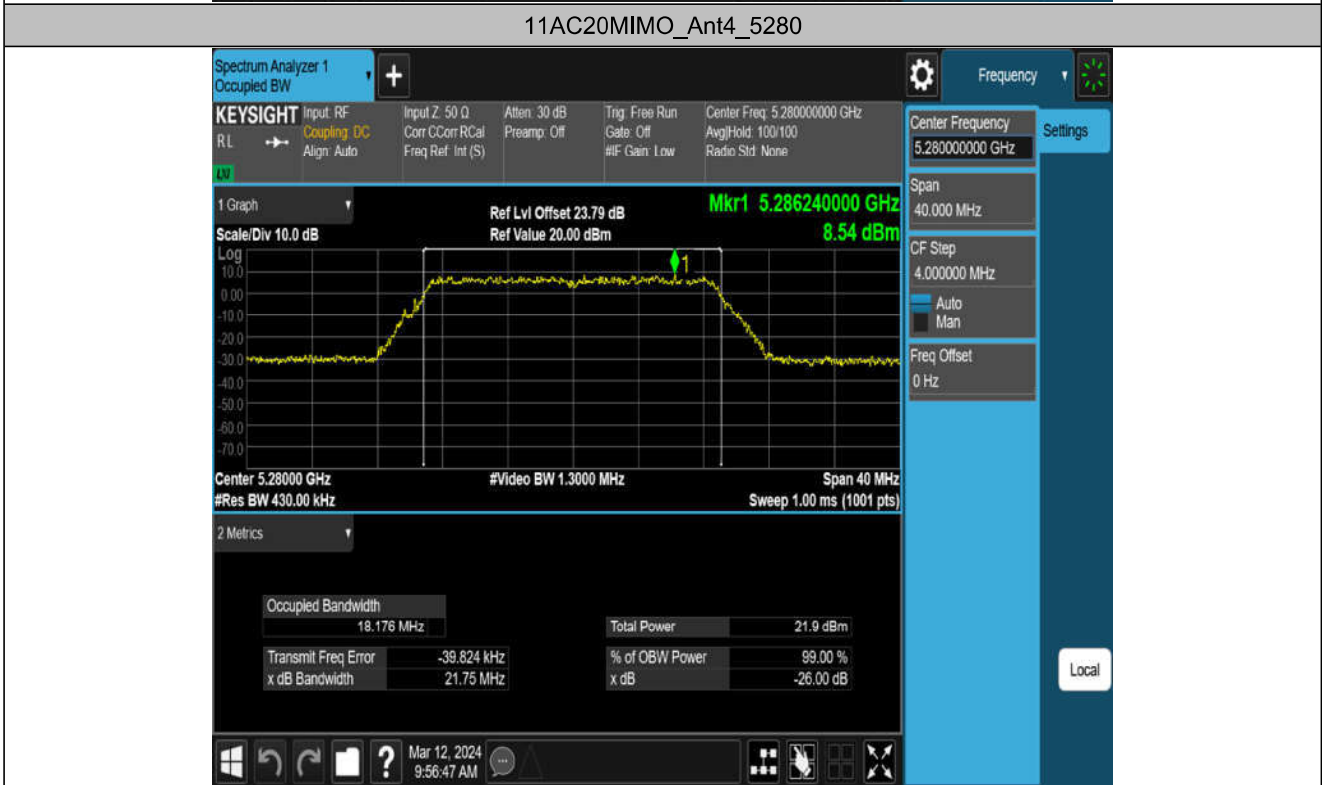 11AC20MIMO_Ant4_5280
Spectrum Analyzer 1
Occupied BW
+
Frequency
KEYSIGHT
R L
Input: RF
Coupling: DC
Align: Auto
Input Z: 50 Ω
Corr CCorr RCal
Freq Ref: Int (S)
Atten: 30 dB
Preamp: Off
Trig: Free Run
Gate: Off
#IF Gain: Low
Center Freq: 5.280000000 GHz
Avg|Hold: 100/100
Radio Std: None
Center Frequency
5.280000000 GHz
Settings
Span
40.000 MHz
CF Step
4.000000 MHz
Auto
Man
Freq Offset
0 Hz
Local
1 Graph
Scale/Div 10.0 dB
Ref Lvl Offset 23.79 dB
Ref Value 20.00 dBm
Mkr1 5.286240000 GHz
8.54 dBm
Log
1
10.0
0.00
-10.0
-20.0
-30.0
-40.0
-50.0
-60.0
-70.0
Center 5.28000 GHz
#Video BW 1.3000 MHz
Span 40 MHz
#Res BW 430.00 kHz
Sweep 1.00 ms (1001 pts)
2 Metrics
Occupied Bandwidth
18.176 MHz
Total Power 21.9 dBm
Transmit Freq Error -39.824 kHz
% of OBW Power 99.00 %
x dB Bandwidth 21.75 MHz
x dB -26.00 dB
?
Mar 12, 2024
9:56:47 AM